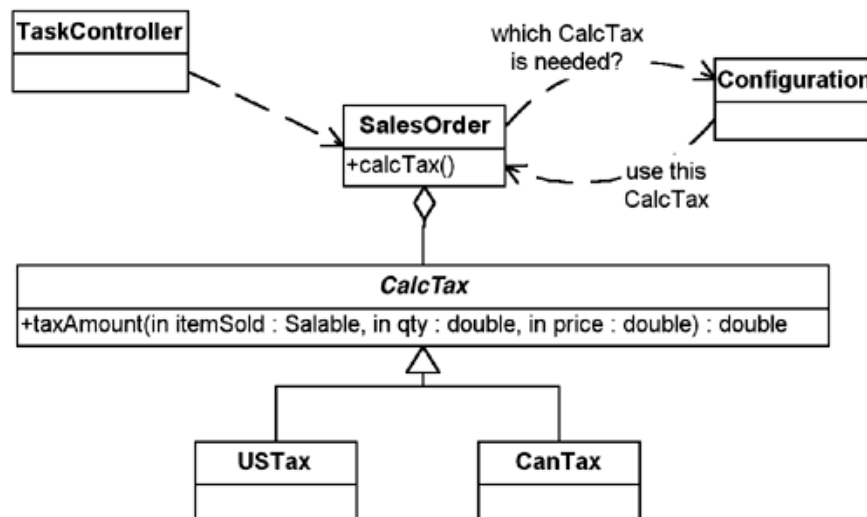 TaskController
which CalcTax
is needed?
Configuration
SalesOrder
+calcTax()
use this
CalcTax
CalcTax
+taxAmount(in itemSold : Salable, in qty : double, in price : double) : double
USTax
CanTax